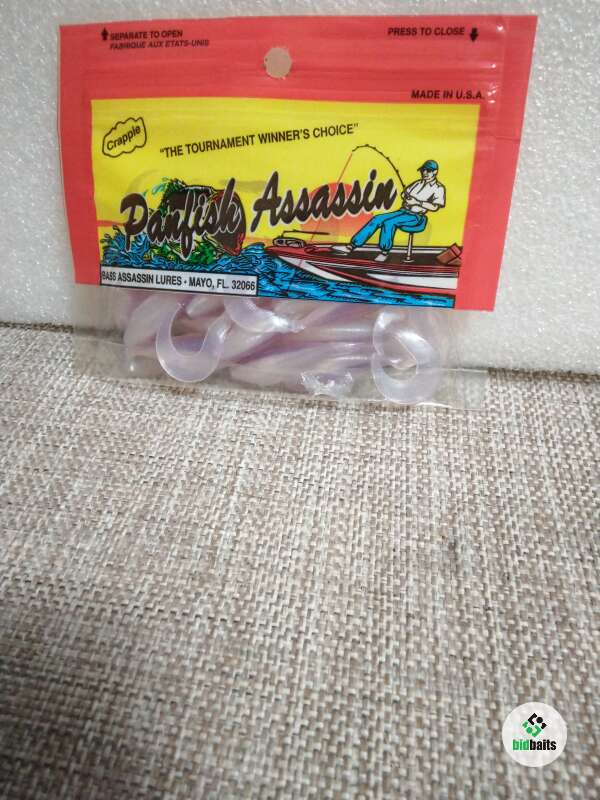 SEPARATE TO OPEN
FABRIQUE AUX ETATS-UNIS
PRESS TO CLOSE
MADE IN U.S.A.
Crappie
"THE TOURNAMENT WINNER'S CHOICE"
Panfish Assassin
BASS ASSASSIN LURES • MAYO, FL. 32066
bidbaits